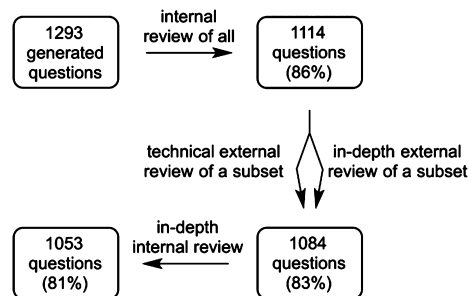 1293
generated
questions
internal
review of all
1114
questions
(86%)
technical external
review of a subset
in-depth external
review of a subset
1084
questions
(83%)
in-depth
internal review
1053
questions
(81%)